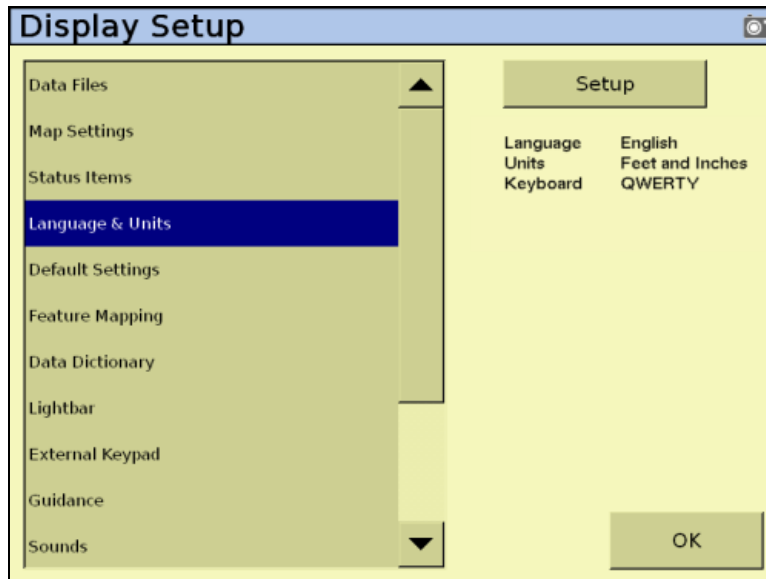 Display Setup
Data Files
Map Settings
Status Items
Language & Units
Default Settings
Feature Mapping
Data Dictionary
Lightbar
External Keypad
Guidance
Sounds
Setup
Language English
Units Feet and Inches
Keyboard QWERTY
OK